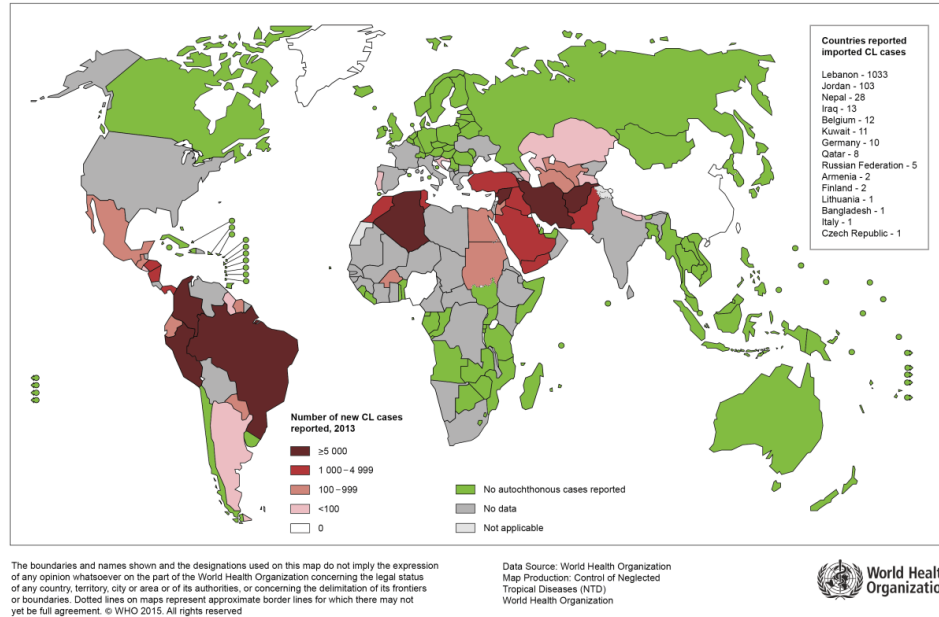 Countries reported
imported CL cases
Lebanon - 1033
Jordan - 103
Nepal - 28
Iraq - 13
Belgium - 12
Kuwait - 11
Germany - 10
Qatar - 8
Russian Federation - 5
Armenia - 2
Finland - 2
Lithuania - 1
Bangladesh - 1
Italy - 1
Czech Republic - 1
Number of new CL cases
reported, 2013
≥5 000
1 000 – 4 999
100 – 999
<100
0
No autochthonous cases reported
No data
Not applicable
The boundaries and names shown and the designations used on this map do not imply the expression
of any opinion whatsoever on the part of the World Health Organization concerning the legal status
of any country, territory, city or area or of its authorities, or concerning the delimitation of its frontiers
or boundaries. Dotted lines on maps represent approximate border lines for which there may not
yet be full agreement. © WHO 2015. All rights reserved
Data Source: World Health Organization
Map Production: Control of Neglected
Tropical Diseases (NTD)
World Health Organization
World Health
Organization